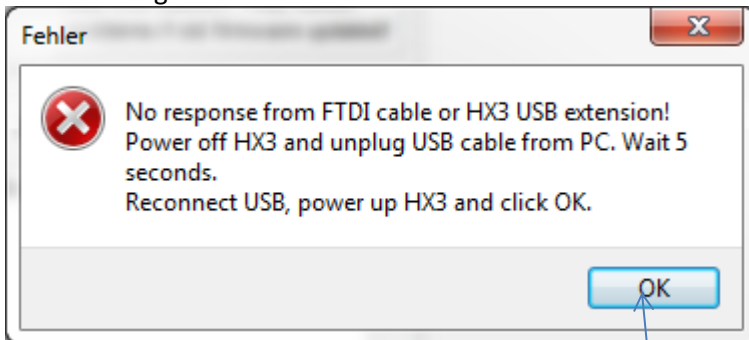 Fehler
No response from FTDI cable or HX3 USB extension!
Power off HX3 and unplug USB cable from PC. Wait 5
seconds.
Reconnect USB, power up HX3 and click OK.
OK